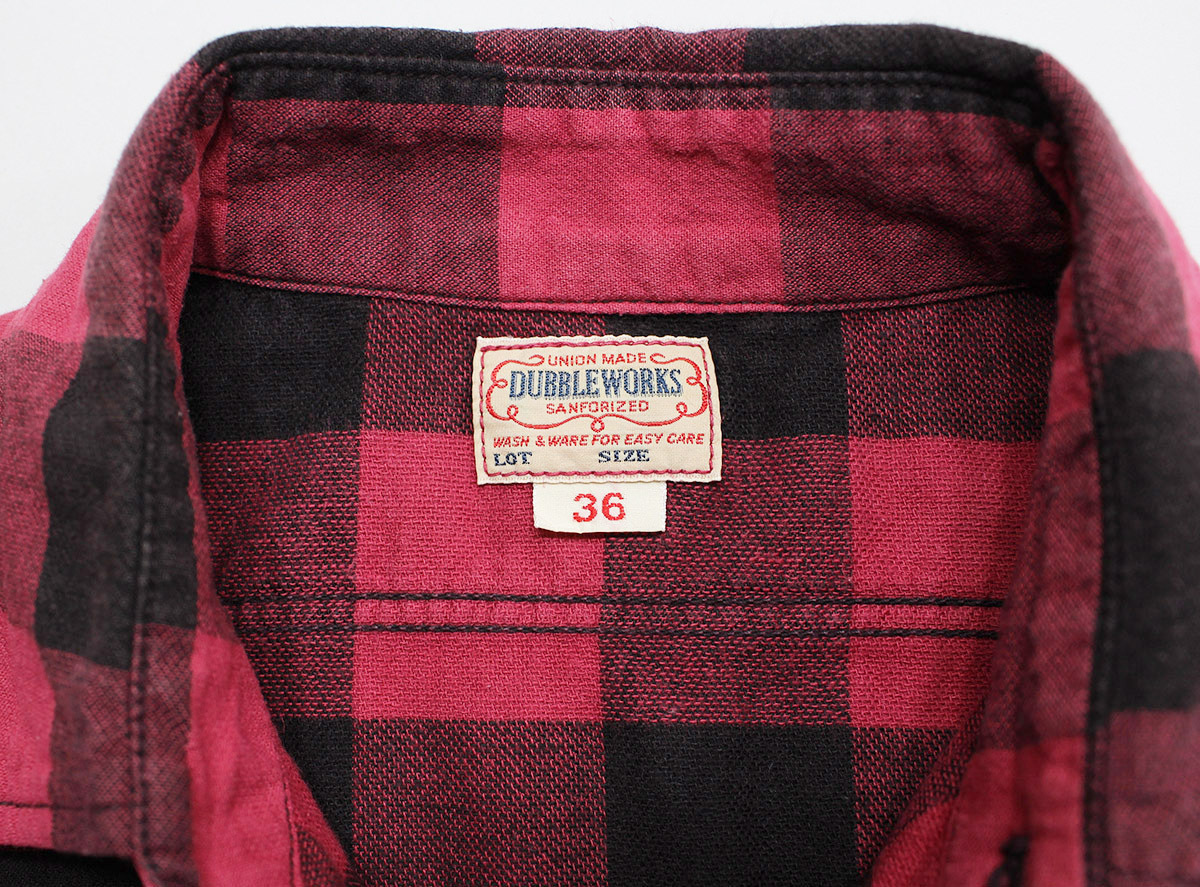 UNION MADE
DUBBLEWORKS
SANFORIZED
WASH & WARE FOR EASY CARE
LOT SIZE
36